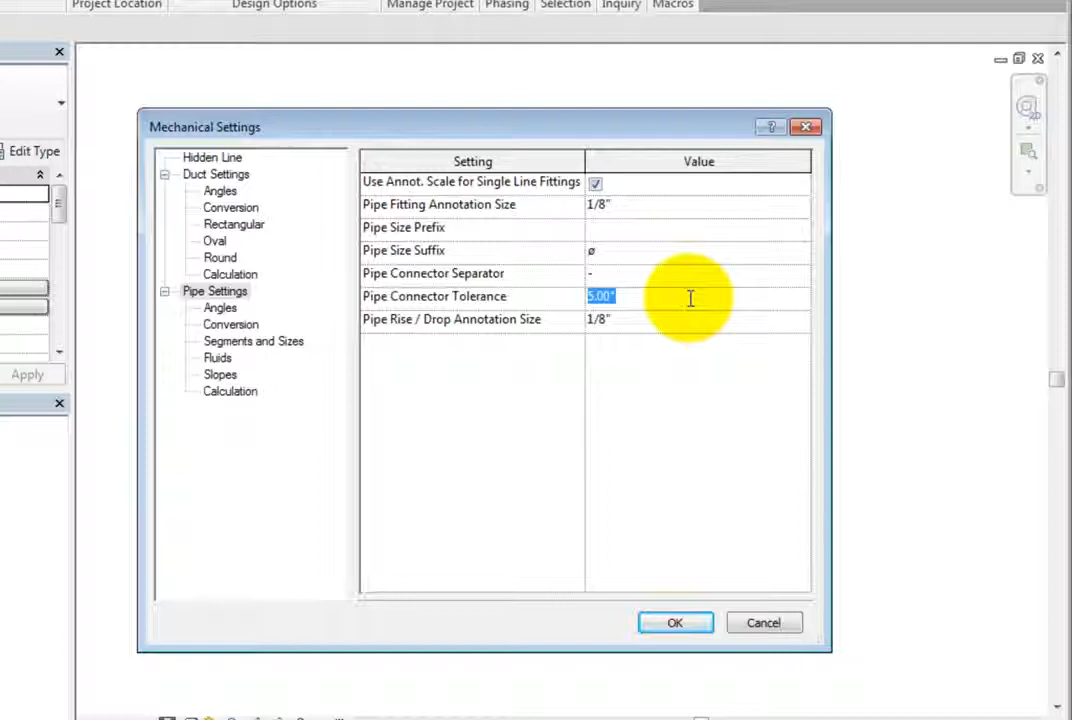 Project Location Design Options Manage Project Phasing Selection Inquiry Macros
Edit Type
Apply
Mechanical Settings
Hidden Line
Duct Settings
Angles
Conversion
Rectangular
Oval
Round
Calculation
Pipe Settings
Angles
Conversion
Segments and Sizes
Fluids
Slopes
Calculation
Setting Value
Use Annot. Scale for Single Line Fittings
Pipe Fitting Annotation Size 1/8"
Pipe Size Prefix
Pipe Size Suffix ø
Pipe Connector Separator -
Pipe Connector Tolerance 5.00°
Pipe Rise / Drop Annotation Size 1/8"
OK Cancel
2D